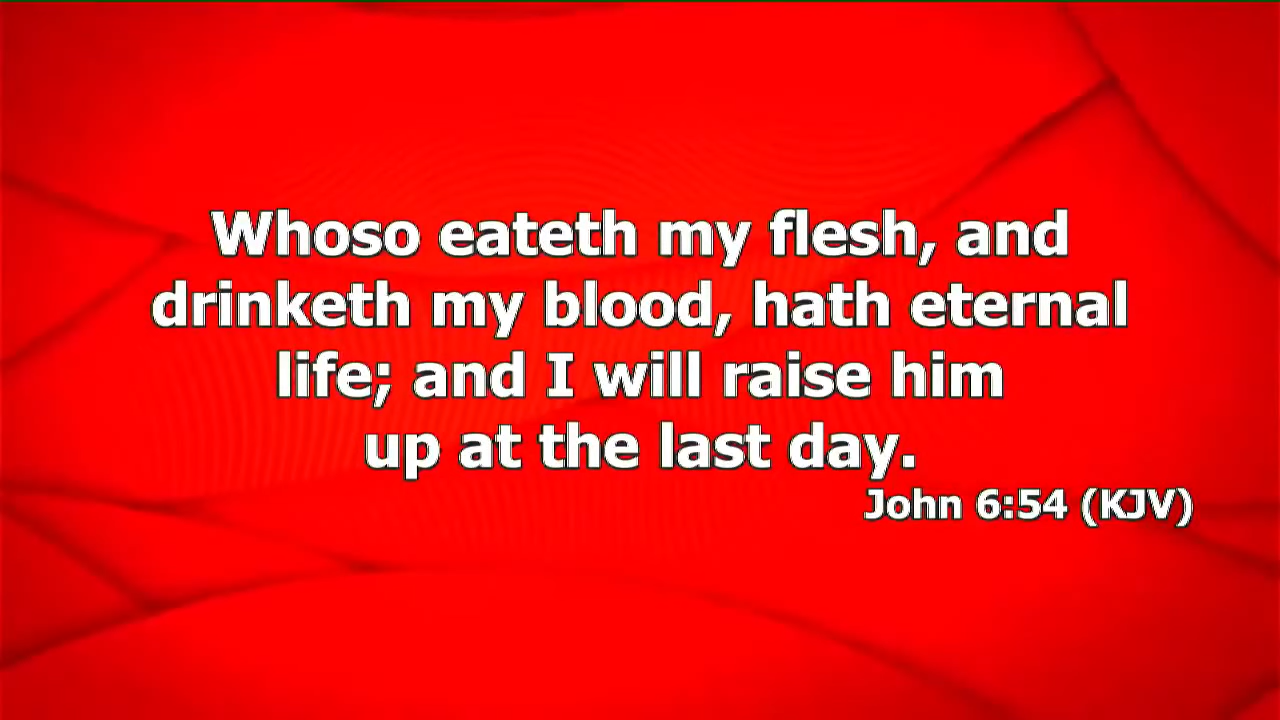 Whoso eateth my flesh, and
drinketh my blood, hath eternal
life; and I will raise him
up at the last day.
John 6:54 (KJV)